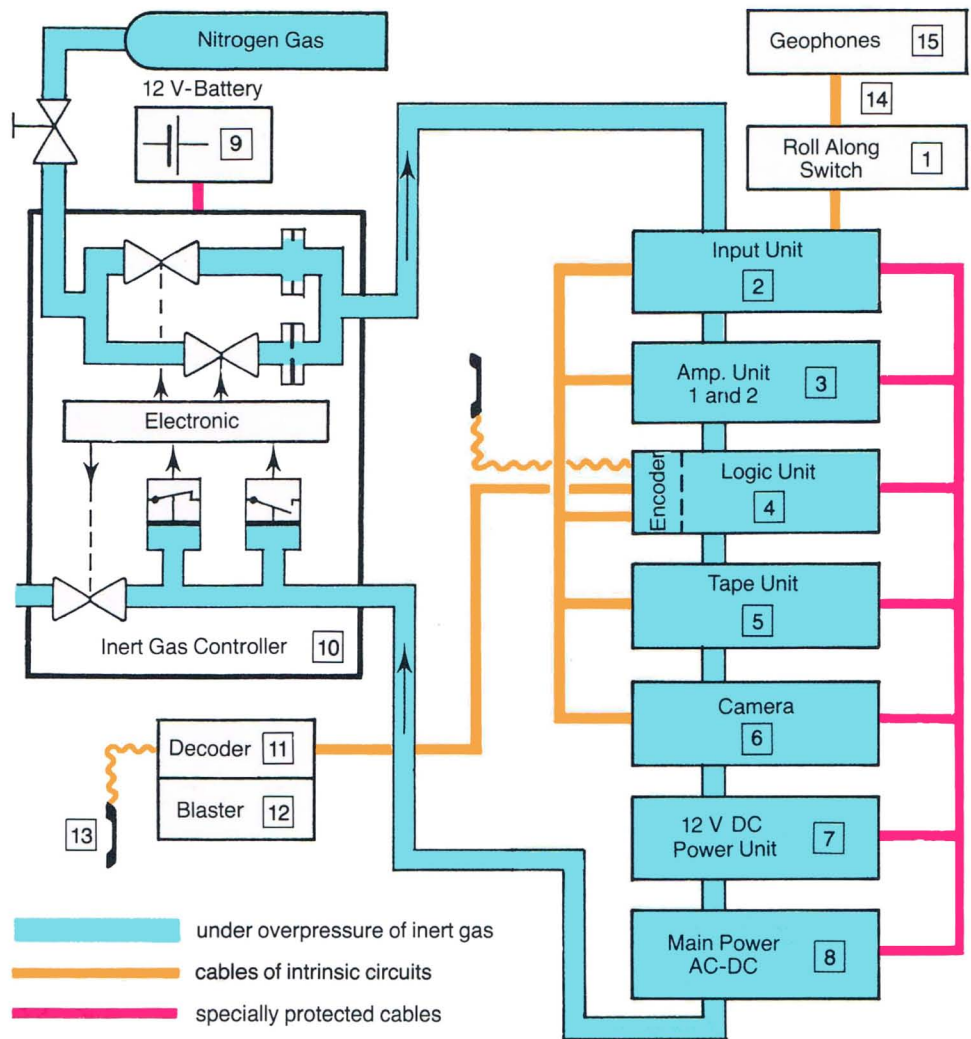 Nitrogen Gas
12 V-Battery
9
Geophones 15
14
Roll Along
Switch
1
Input Unit
2
Amp. Unit
1 and 2
3
Electronic
Encoder
Logic Unit
4
Tape Unit
5
Inert Gas Controller 10
Camera
6
Decoder 11
Blaster 12
13
12 V DC
Power Unit
7
Main Power
AC-DC
8
under overpressure of inert gas
cables of intrinsic circuits
specially protected cables